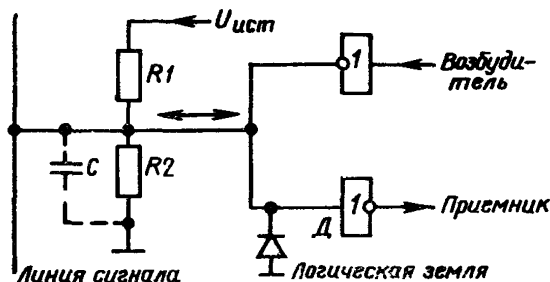 Uист
R1
1
Возбуди-
тель
C
R2
Д
1
Приемник
Линия сигнала
Логическая земля